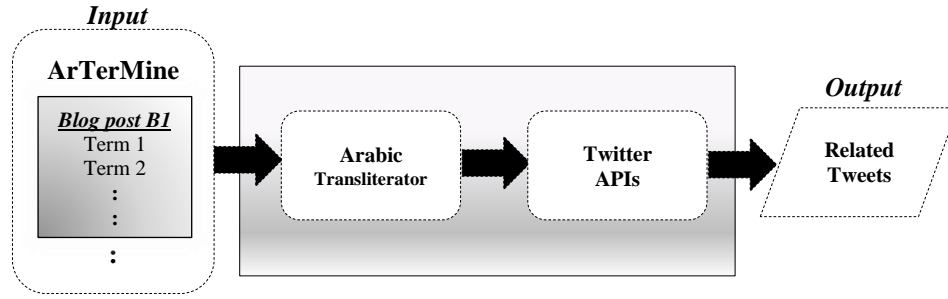 Input
ArTerMine
Blog post B1
Term 1
Term 2
:
:
:
Arabic
Transliterator
Twitter
APIs
Output
Related
Tweets